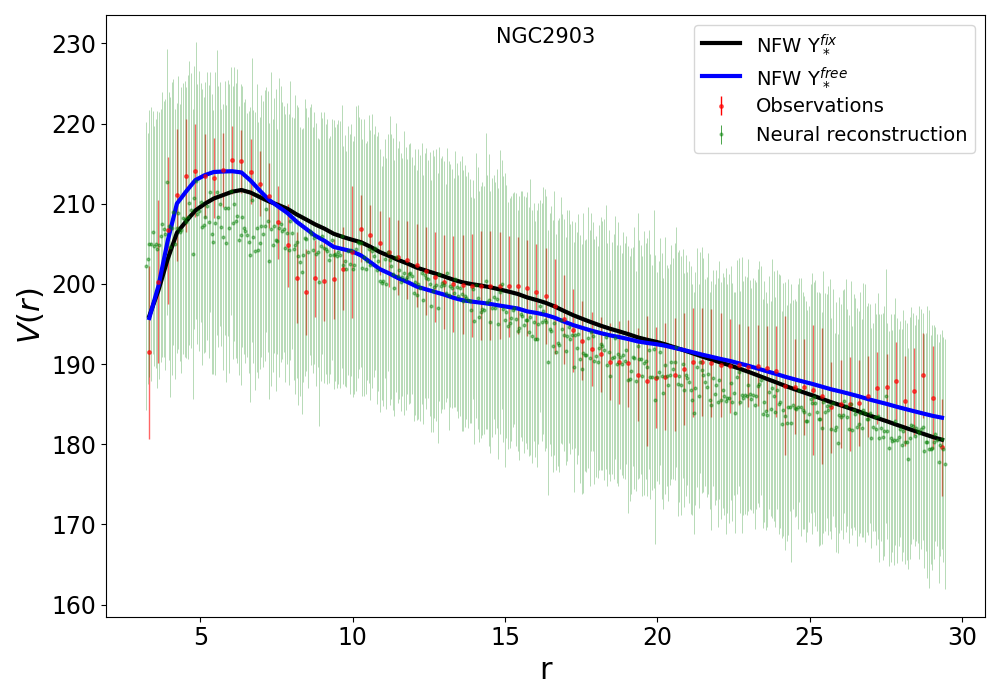 NGC2903
NFW Υ$_*^{fix}$
NFW Υ$_*^{free}$
Observations
Neural reconstruction
V(r)
230
220
210
200
190
180
170
160
5 10 15 20 25 30
r